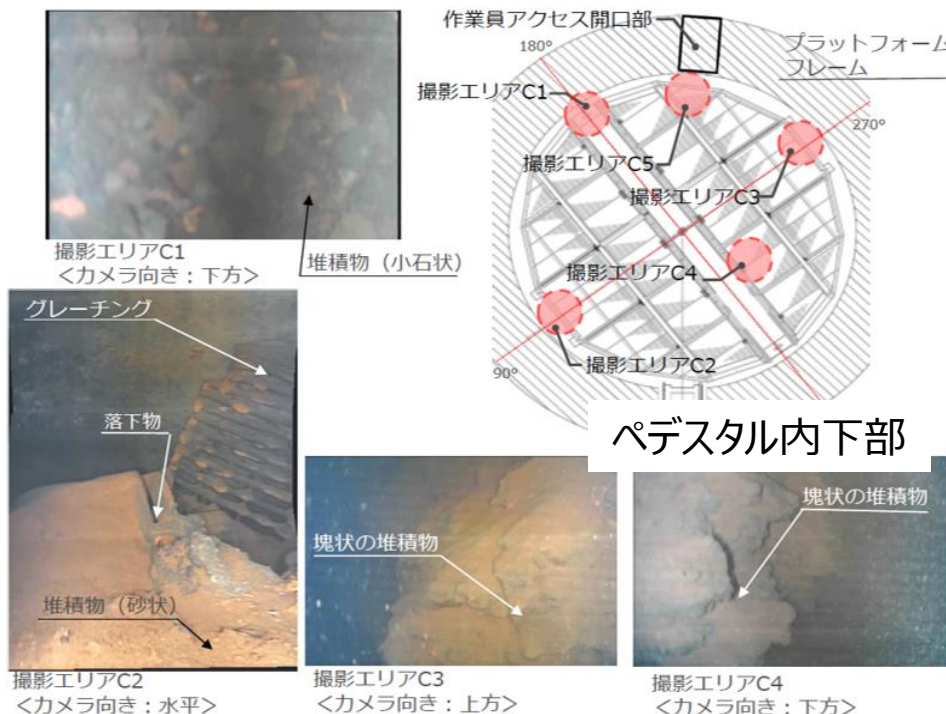 作業員アクセス開口部
プラットフォーム
フレーム
180°
撮影エリアC1
270°
撮影エリアC5
撮影エリアC3
撮影エリアC4
撮影エリアC2
90°
撮影エリアC1
<カメラ向き:下方>
堆積物(小石状)
ペデスタル内下部
グレーチング
落下物
堆積物(砂状)
撮影エリアC2
<カメラ向き:水平>
塊状の堆積物
撮影エリアC3
<カメラ向き:上方>
塊状の堆積物
撮影エリアC4
<カメラ向き:下方>